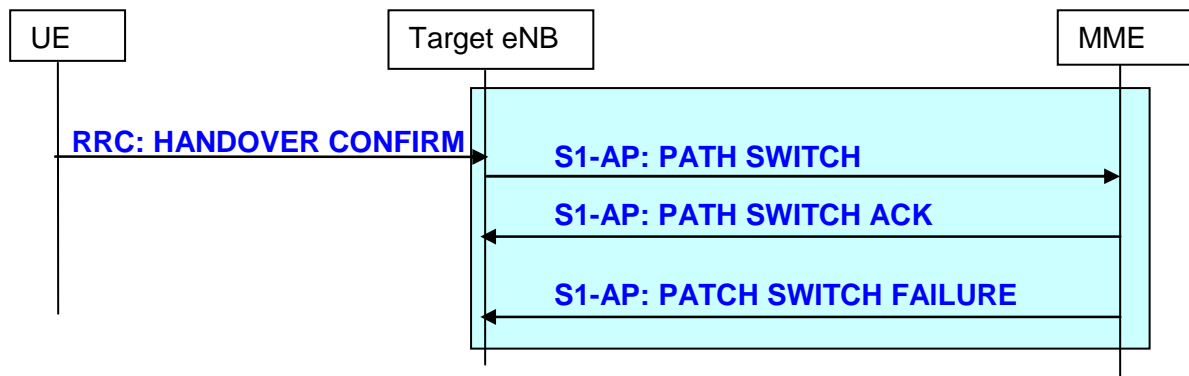 UE
Target eNB
MME
RRC: HANDOVER CONFIRM
S1-AP: PATH SWITCH
S1-AP: PATH SWITCH ACK
S1-AP: PATCH SWITCH FAILURE